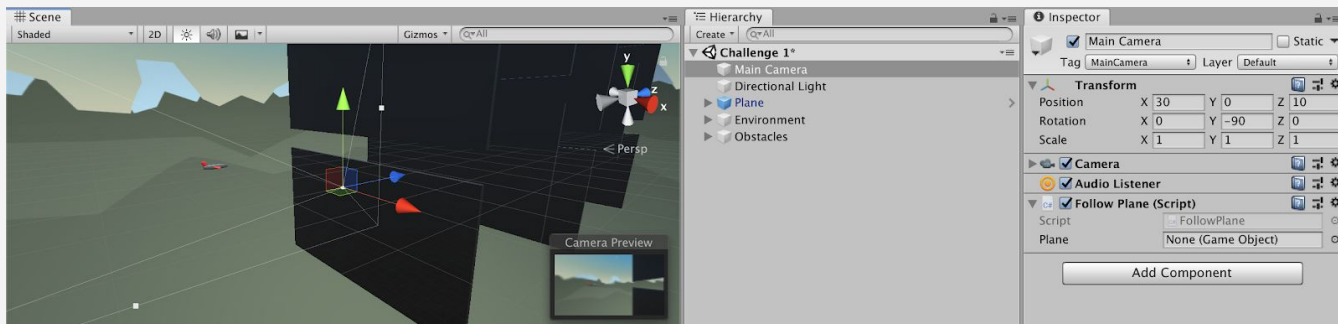 Scene
Shaded
2D
Gizmos
All
y
z
x
Persp
Camera Preview
Hierarchy
Create
All
Challenge 1*
Main Camera
Directional Light
Plane
Environment
Obstacles
Inspector
Main Camera
Static
Tag MainCamera Layer Default
Transform
Position X 30 Y 0 Z 10
Rotation X 0 Y -90 Z 0
Scale X 1 Y 1 Z 1
Camera
Audio Listener
Follow Plane (Script)
Script FollowPlane
Plane None (Game Object)
Add Component